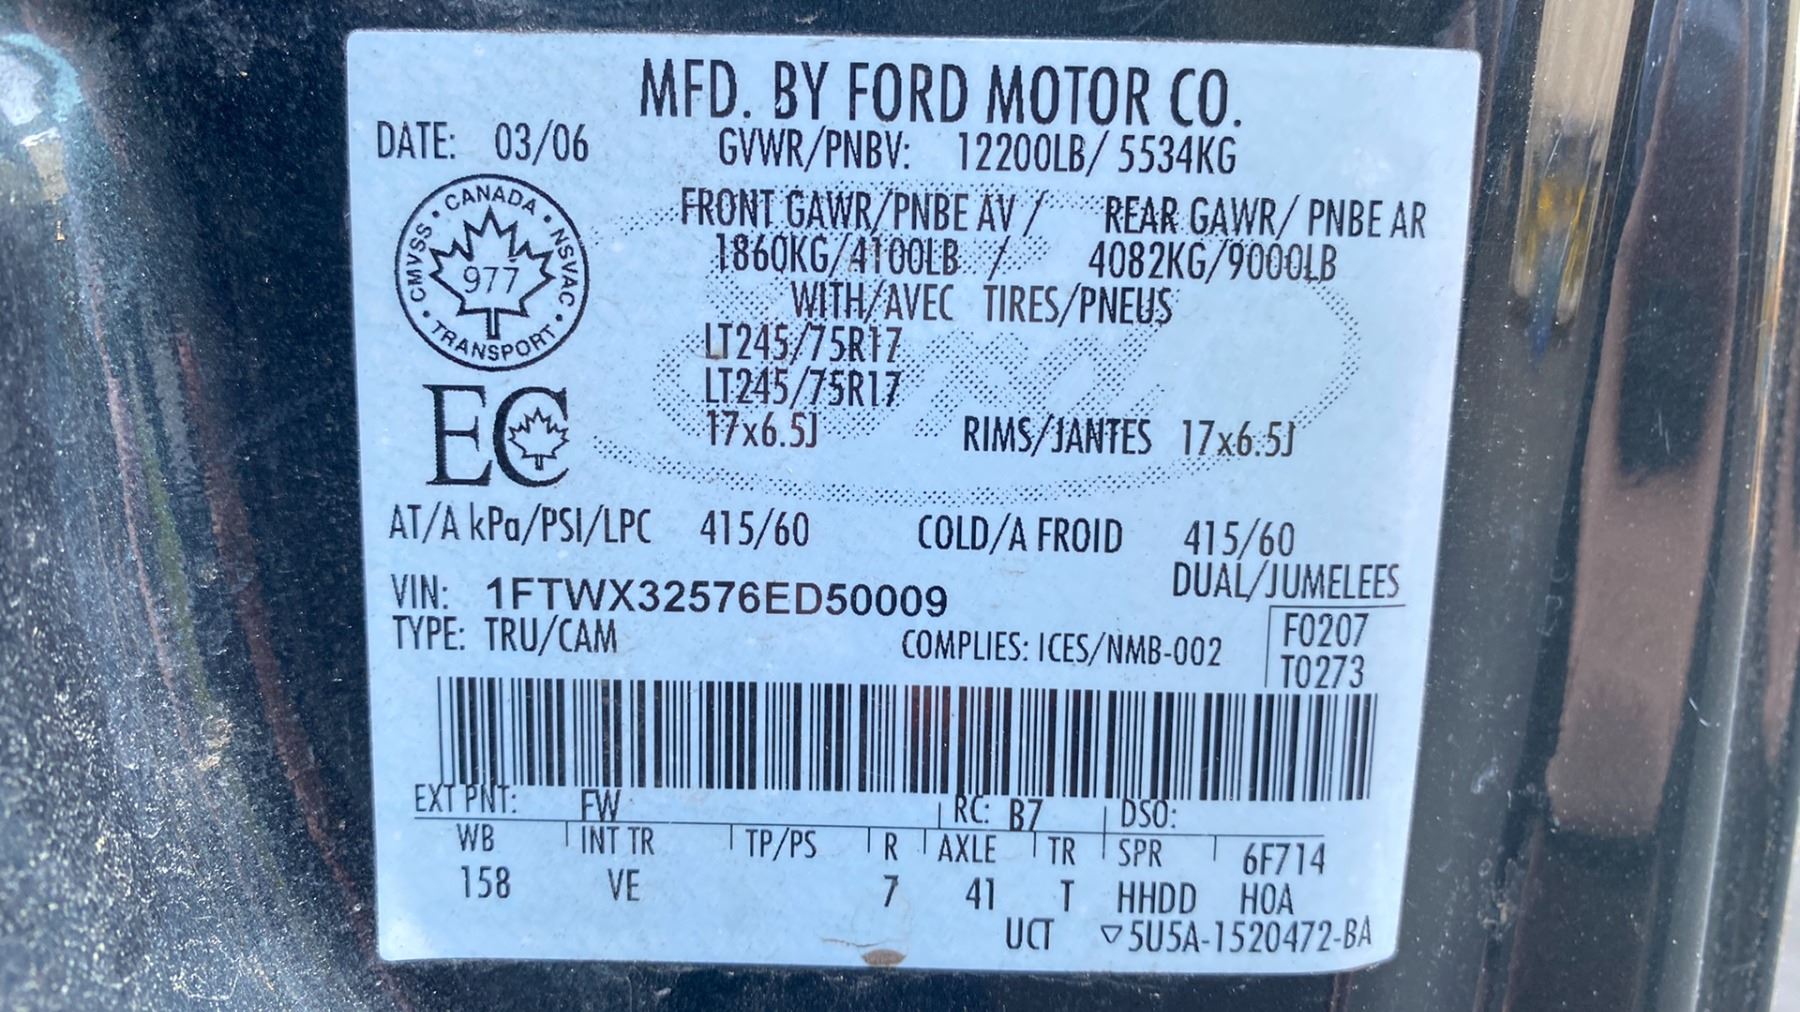 MFD. BY FORD MOTOR CO.
DATE: 03/06 GVWR/PNBV: 12200LB/ 5534KG
FRONT GAWR/PNBE AV / REAR GAWR/ PNBE AR
1860KG/4100LB / 4082KG/9000LB
WITH/AVEC TIRES/PNEUS
LT245/75R17
LT245/75R17
17x6.5J RIMS/JANTES 17x6.5J
CANADA · NSVAC · TRANSPORT · CMVSS ·
977
EC
AT/A kPa/PSI/LPC 415/60 COLD/A FROID 415/60
DUAL/JUMELEES
VIN: 1FTWX32576ED50009
TYPE: TRU/CAM COMPLIES: ICES/NMB-002
F0207
T0273
EXT PNT: FW RC: B7 DSO:
WB INT TR TP/PS R AXLE TR SPR 6F714
158 VE 7 41 T HHDD HOA
UCT ▽5U5A-1520472-BA